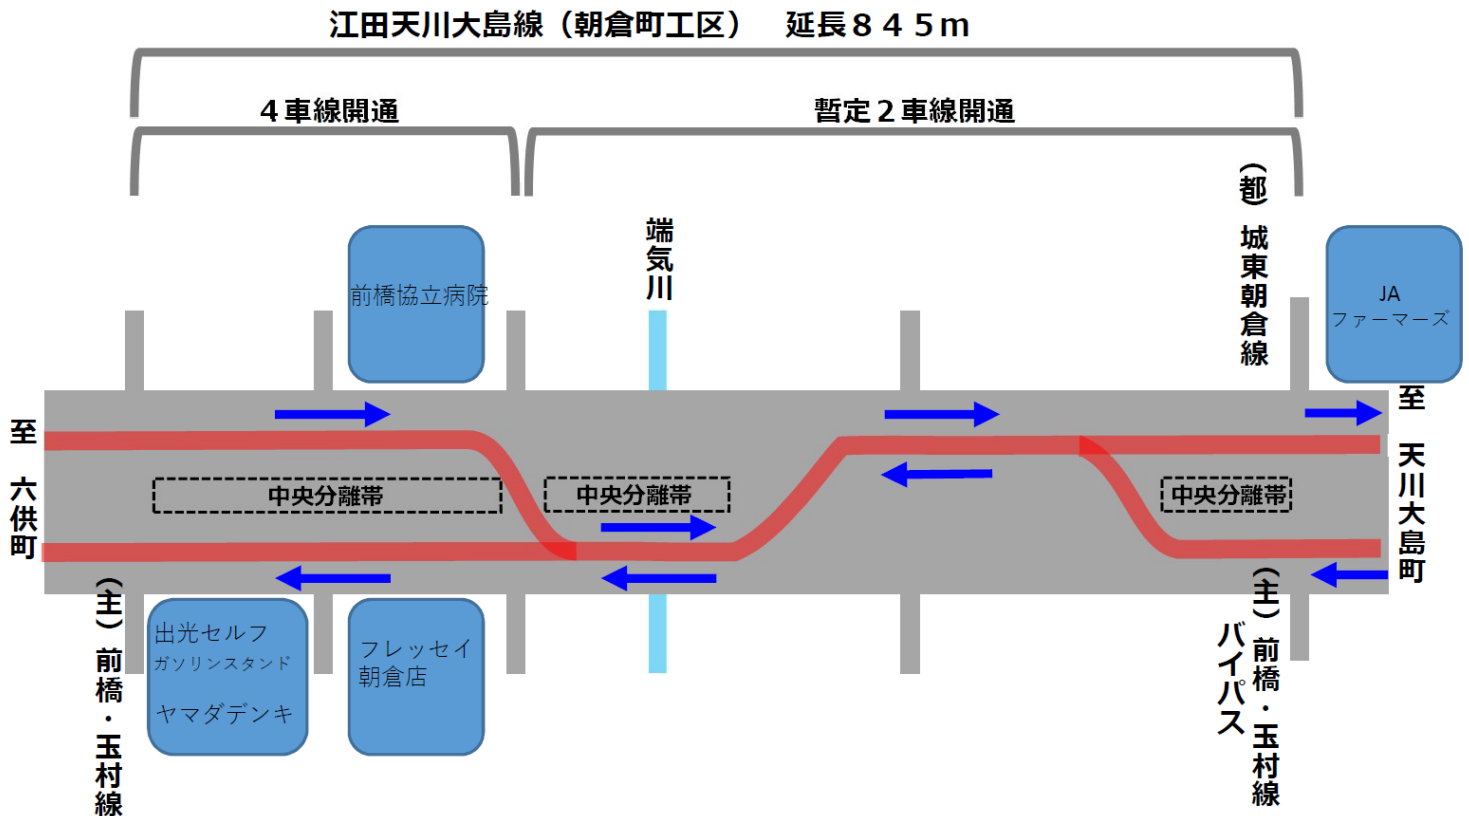 江田天川大島線（朝倉町工区）　延長８４５ｍ
４車線開通
暫定２車線開通
（都）城東朝倉線
端気川
前橋協立病院
JA
ファーマーズ
至　六供町
至　天川大島町
中央分離帯
中央分離帯
中央分離帯
（主）前橋・玉村線
出光セルフ
ガソリンスタンド
ヤマダデンキ
フレッセイ
朝倉店
（主）前橋・玉村線
バイパス